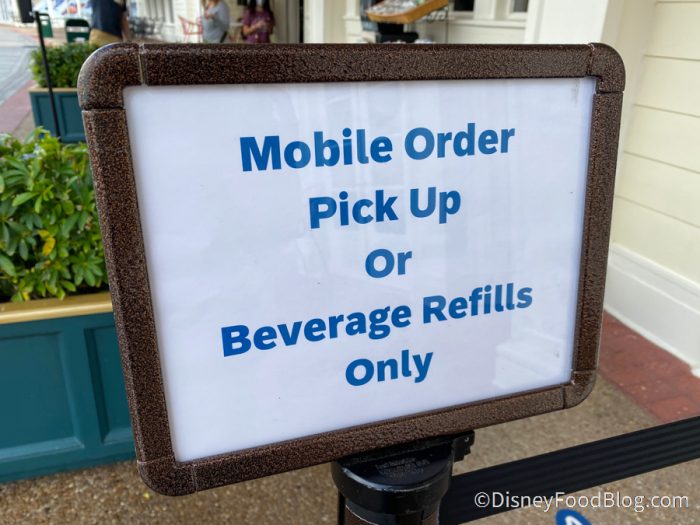 Mobile Order
Pick Up
Or
Beverage Refills
Only
©DisneyFoodBlog.com